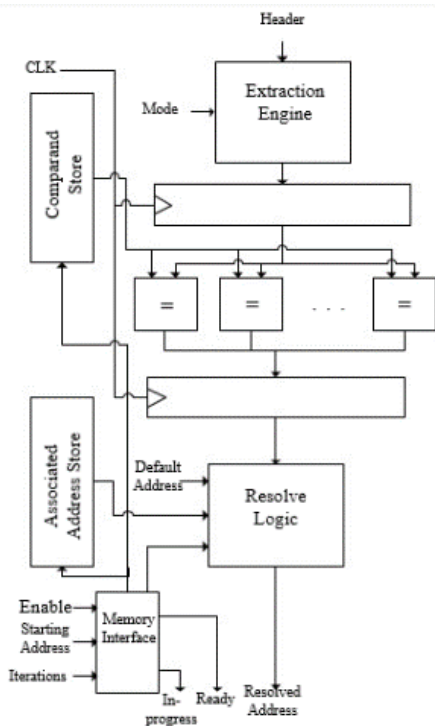 Header
CLK
Extraction
Engine
Mode
Comparand
Store
=
=
. . .
=
Associated
Address Store
Default
Address
Resolve
Logic
Enable
Starting
Address
Iterations
Memory
Interface
In-
progress
Ready
Resolved
Address